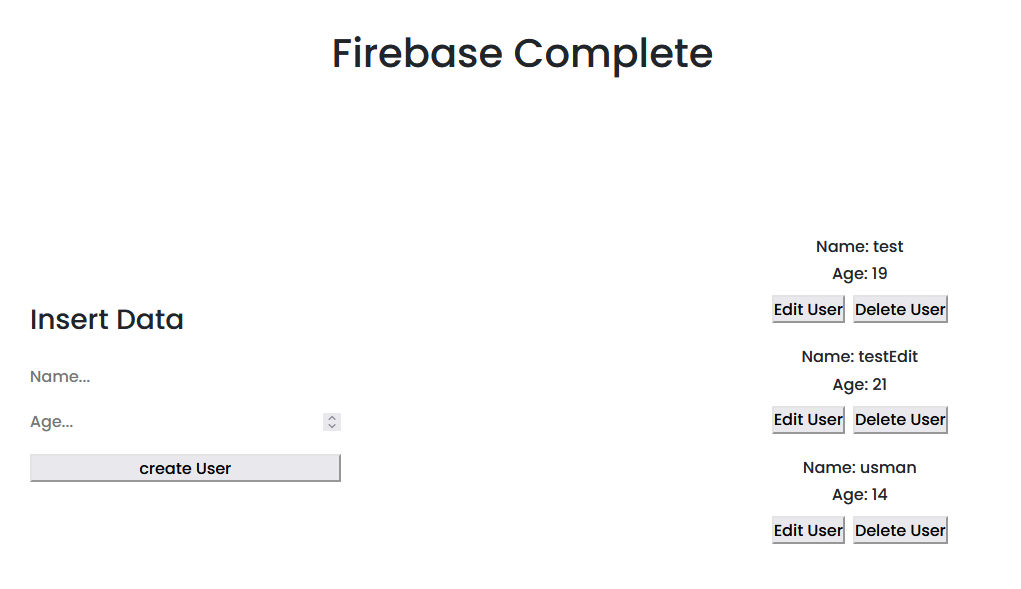 Firebase Complete
Insert Data
Name...
Age...
create User
Name: test
Age: 19
Edit User Delete User
Name: testEdit
Age: 21
Edit User Delete User
Name: usman
Age: 14
Edit User Delete User